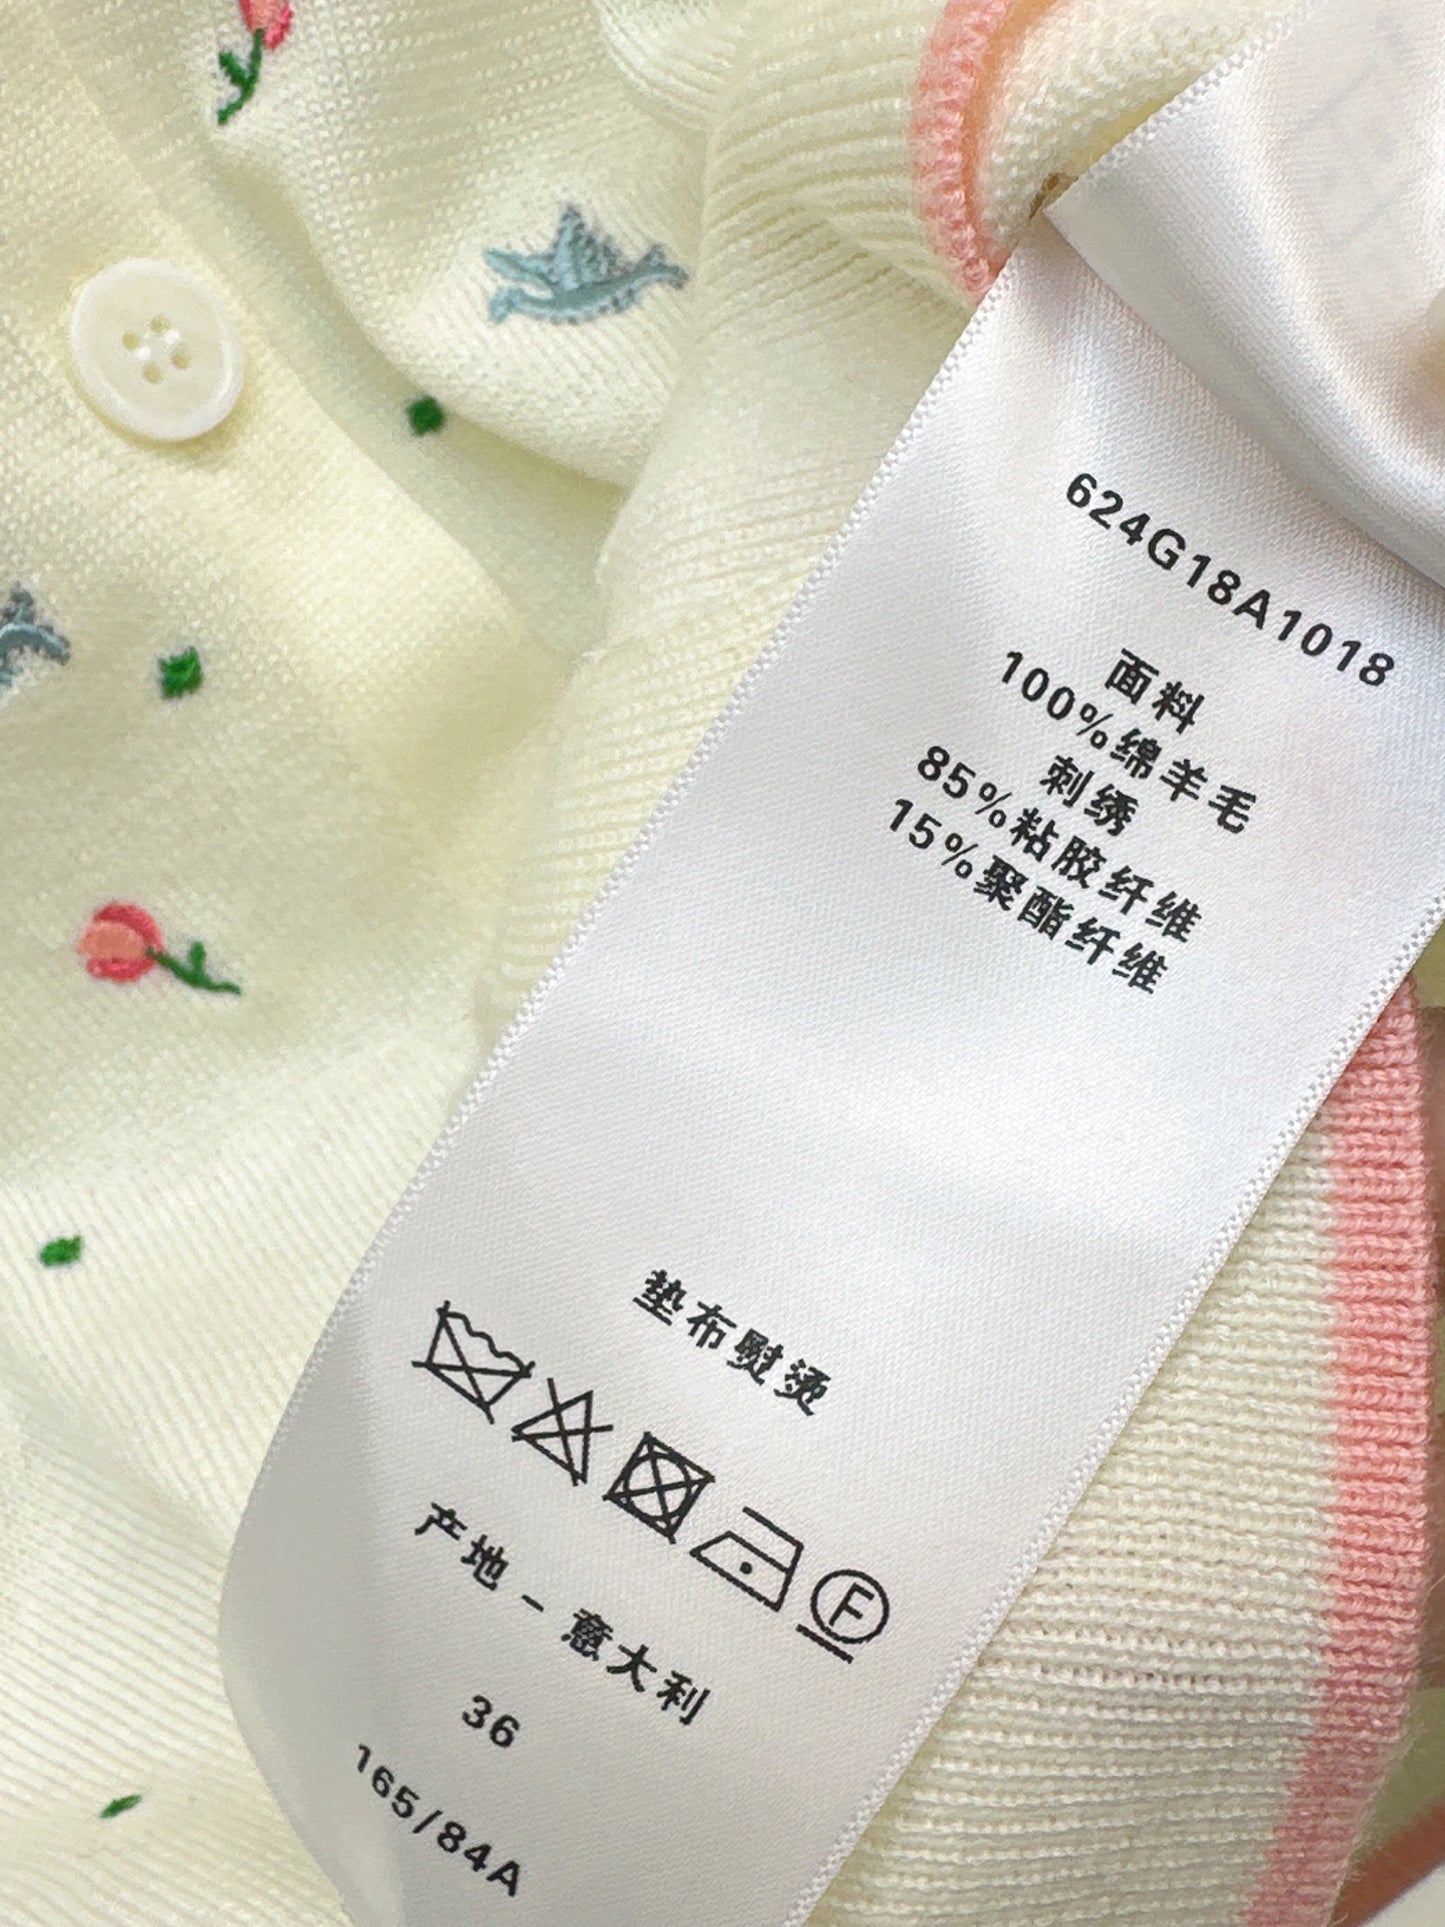 624G18A1018
面料
100%绵羊毛
刺绣
85%粘胶纤维
15%聚酯纤维
垫布熨烫
F
产地 - 意大利
36
165/84A